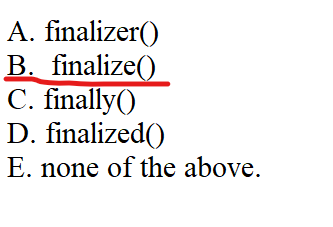 A. finalizer()
B. finalize()
C. finally()
D. finalized()
E. none of the above.